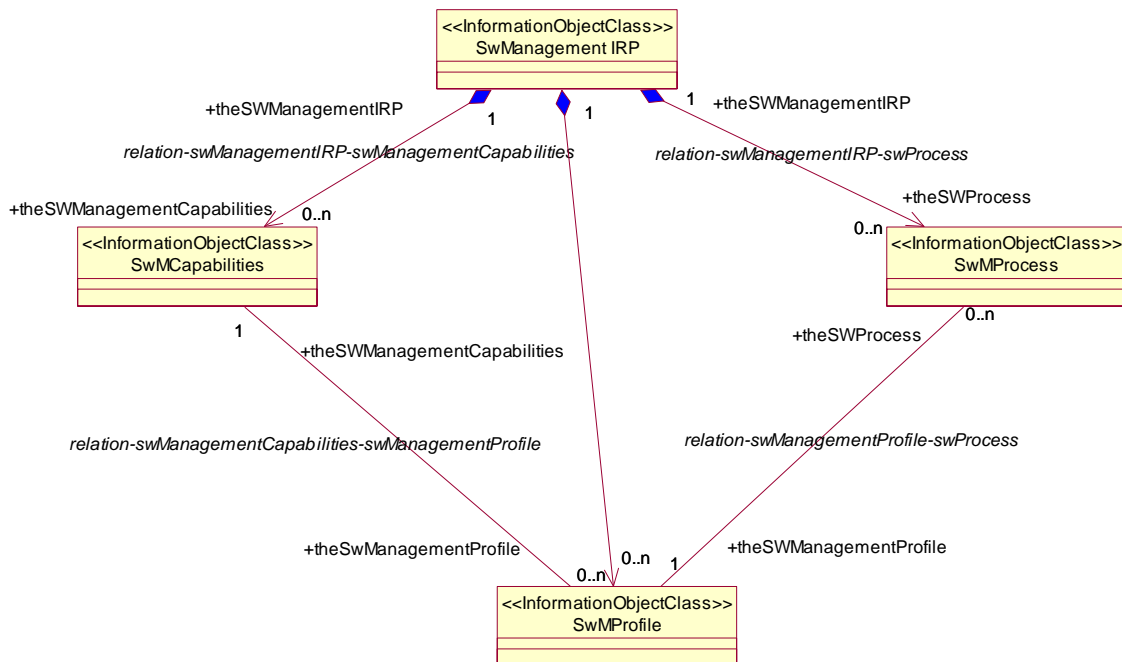 <<InformationObjectClass>>
SwManagement IRP
+theSWManagementIRP
1
1
1
+theSWManagementIRP
relation-swManagementIRP-swManagementCapabilities
relation-swManagementIRP-swProcess
+theSWManagementCapabilities
0..n
+theSWProcess
0..n
<<InformationObjectClass>>
SwMCapabilities
<<InformationObjectClass>>
SwMProcess
1
+theSWManagementCapabilities
0..n
+theSWProcess
relation-swManagementCapabilities-swManagementProfile
relation-swManagementProfile-swProcess
+theSwManagementProfile
0..n
0..n
1
+theSWManagementProfile
<<InformationObjectClass>>
SwMProfile